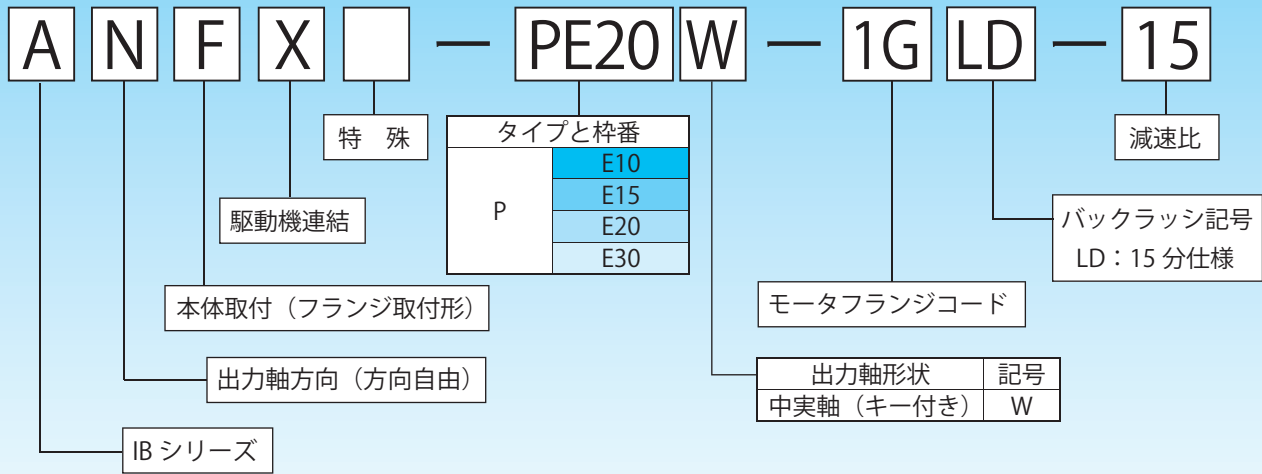 A N F X － PE20 W － 1G LD － 15
特　殊
タイプと枠番
P
E10
E15
E20
E30
減速比
駆動機連結
バックラッシ記号
LD：15 分仕様
本体取付（フランジ取付形）
モータフランジコード
出力軸方向（方向自由）
出力軸形状 記号
中実軸（キー付き） W
IB シリーズ